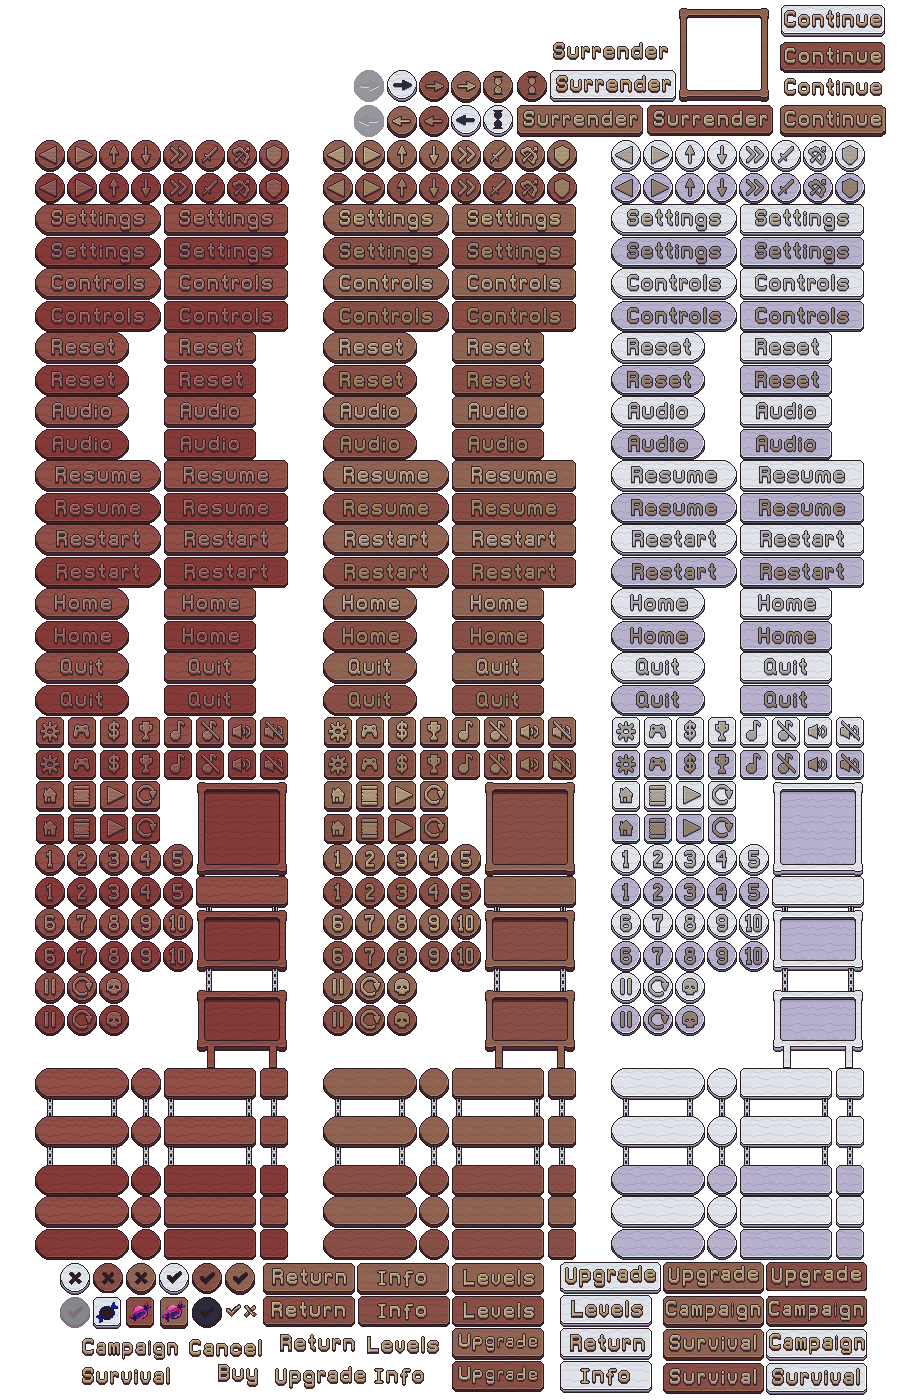 Continue
Surrender Continue
Surrender Continue
Surrender Surrender Continue
Settings Settings Settings Settings Settings Settings
Settings Settings Settings Settings Settings Settings
Controls Controls Controls Controls Controls Controls
Controls Controls Controls Controls Controls Controls
Reset Reset Reset Reset Reset Reset
Reset Reset Reset Reset Reset Reset
Audio Audio Audio Audio Audio Audio
Audio Audio Audio Audio Audio Audio
Resume Resume Resume Resume Resume Resume
Resume Resume Resume Resume Resume Resume
Restart Restart Restart Restart Restart Restart
Restart Restart Restart Restart Restart Restart
Home Home Home Home Home Home
Home Home Home Home Home Home
Quit Quit Quit Quit Quit Quit
Quit Quit Quit Quit Quit Quit
$ $ $
$ $ $
1 2 3 4 5 1 2 3 4 5 1 2 3 4 5
1 2 3 4 5 1 2 3 4 5 1 2 3 4 5
6 7 8 9 10 6 7 8 9 10 6 7 8 9 10
6 7 8 9 10 6 7 8 9 10 6 7 8 9 10
Return Info Levels Upgrade Upgrade Upgrade
Return Info Levels Levels Campaign Campaign
Campaign Cancel Return Levels Upgrade Return Survival Campaign
Survival Buy Upgrade Info Upgrade Info Survival Survival